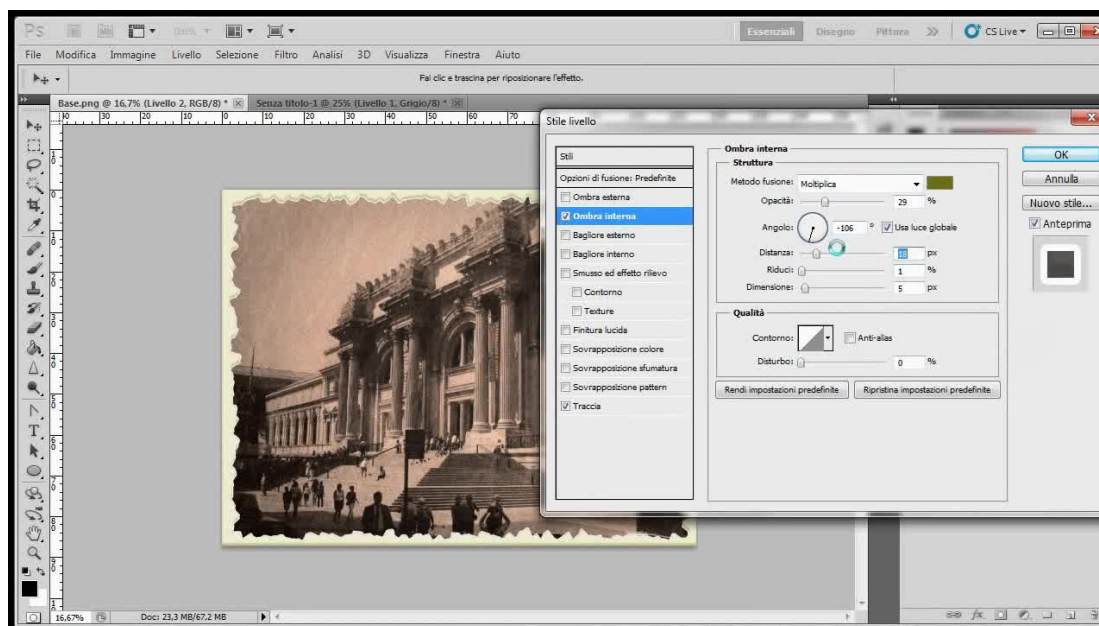 Ps Mb
Essenziali Disegno Pittura CS Live
File Modifica Immagine Livello Selezione Filtro Analisi 3D Visualizza Finestra Aiuto
Fai clic e trascina per riposizionare l'effetto.
Base.png @ 16,7% (Livello 2, RGB/8) * Senza titolo-1 @ 25% (Livello 1, Grigio/8) *
Stile livello
Stili
Opzioni di fusione: Predefinite
Ombra esterna
Ombra interna
Bagliore esterno
Bagliore interno
Smusso ed effetto rilievo
Contorno
Texture
Finitura lucida
Sovrapposizione colore
Sovrapposizione sfumatura
Sovrapposizione pattern
Traccia
Ombra interna
Struttura
Metodo fusione: Moltiplica
Opacità: 29 %
Angolo: -106 ° Usa luce globale
Distanza: px
Riduci: 1 %
Dimensione: 5 px
Qualità
Contorno: Anti-alias
Disturbo: 0 %
Rendi impostazioni predefinite Ripristina impostazioni predefinite
OK
Annulla
Nuovo stile...
Anteprima
16,67% Doc: 23,3 MB/67,2 MB